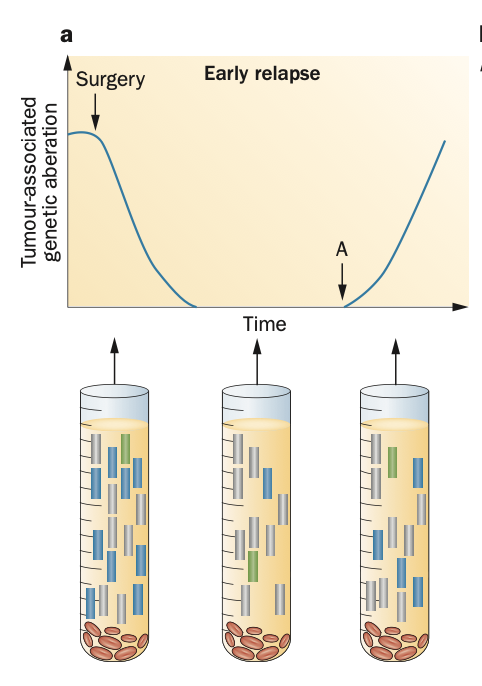 a
Surgery
Early relapse
Tumour-associated
genetic aberration
A
Time